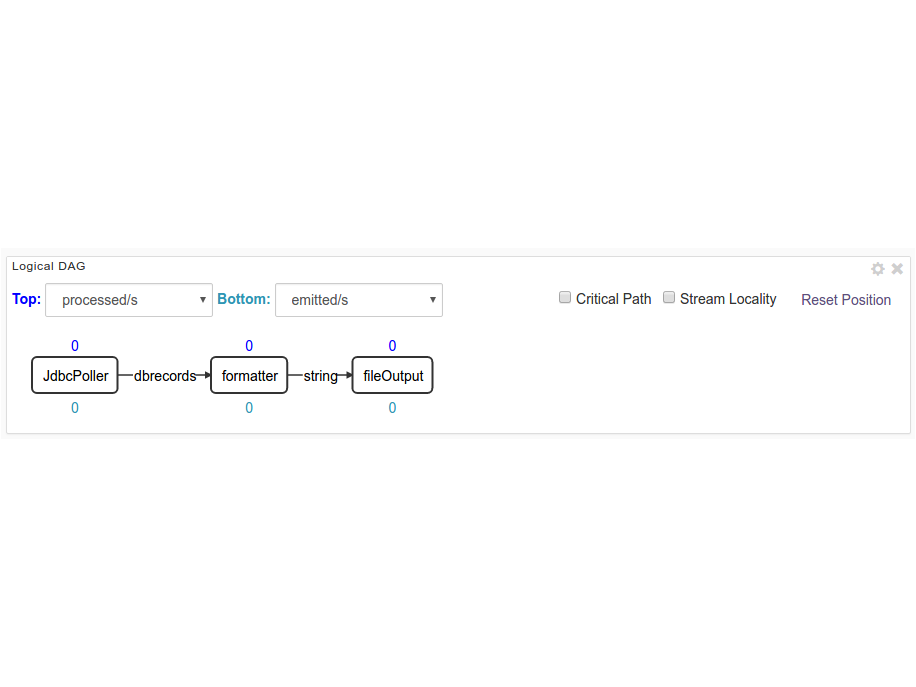 Logical DAG
Top: processed/s Bottom: emitted/s Critical Path Stream Locality Reset Position
0 0 0
JdbcPoller dbrecords formatter string fileOutput
0 0 0